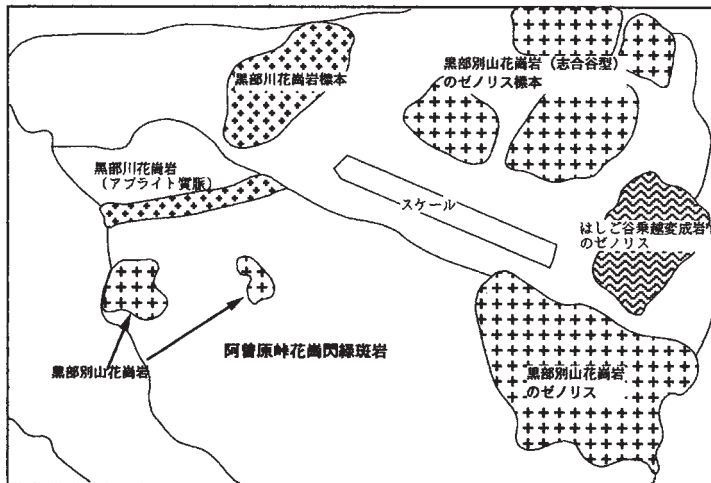 黒部川花崗岩標本
黒部別山花崗岩（志合谷型）
のゼノリス標本
黒部川花崗岩
（アプライト質脈）
スケール
はしご谷乗越変成岩
のゼノリス
阿曽原峠花崗閃緑斑岩
黒部別山花崗岩
黒部別山花崗岩
のゼノリス